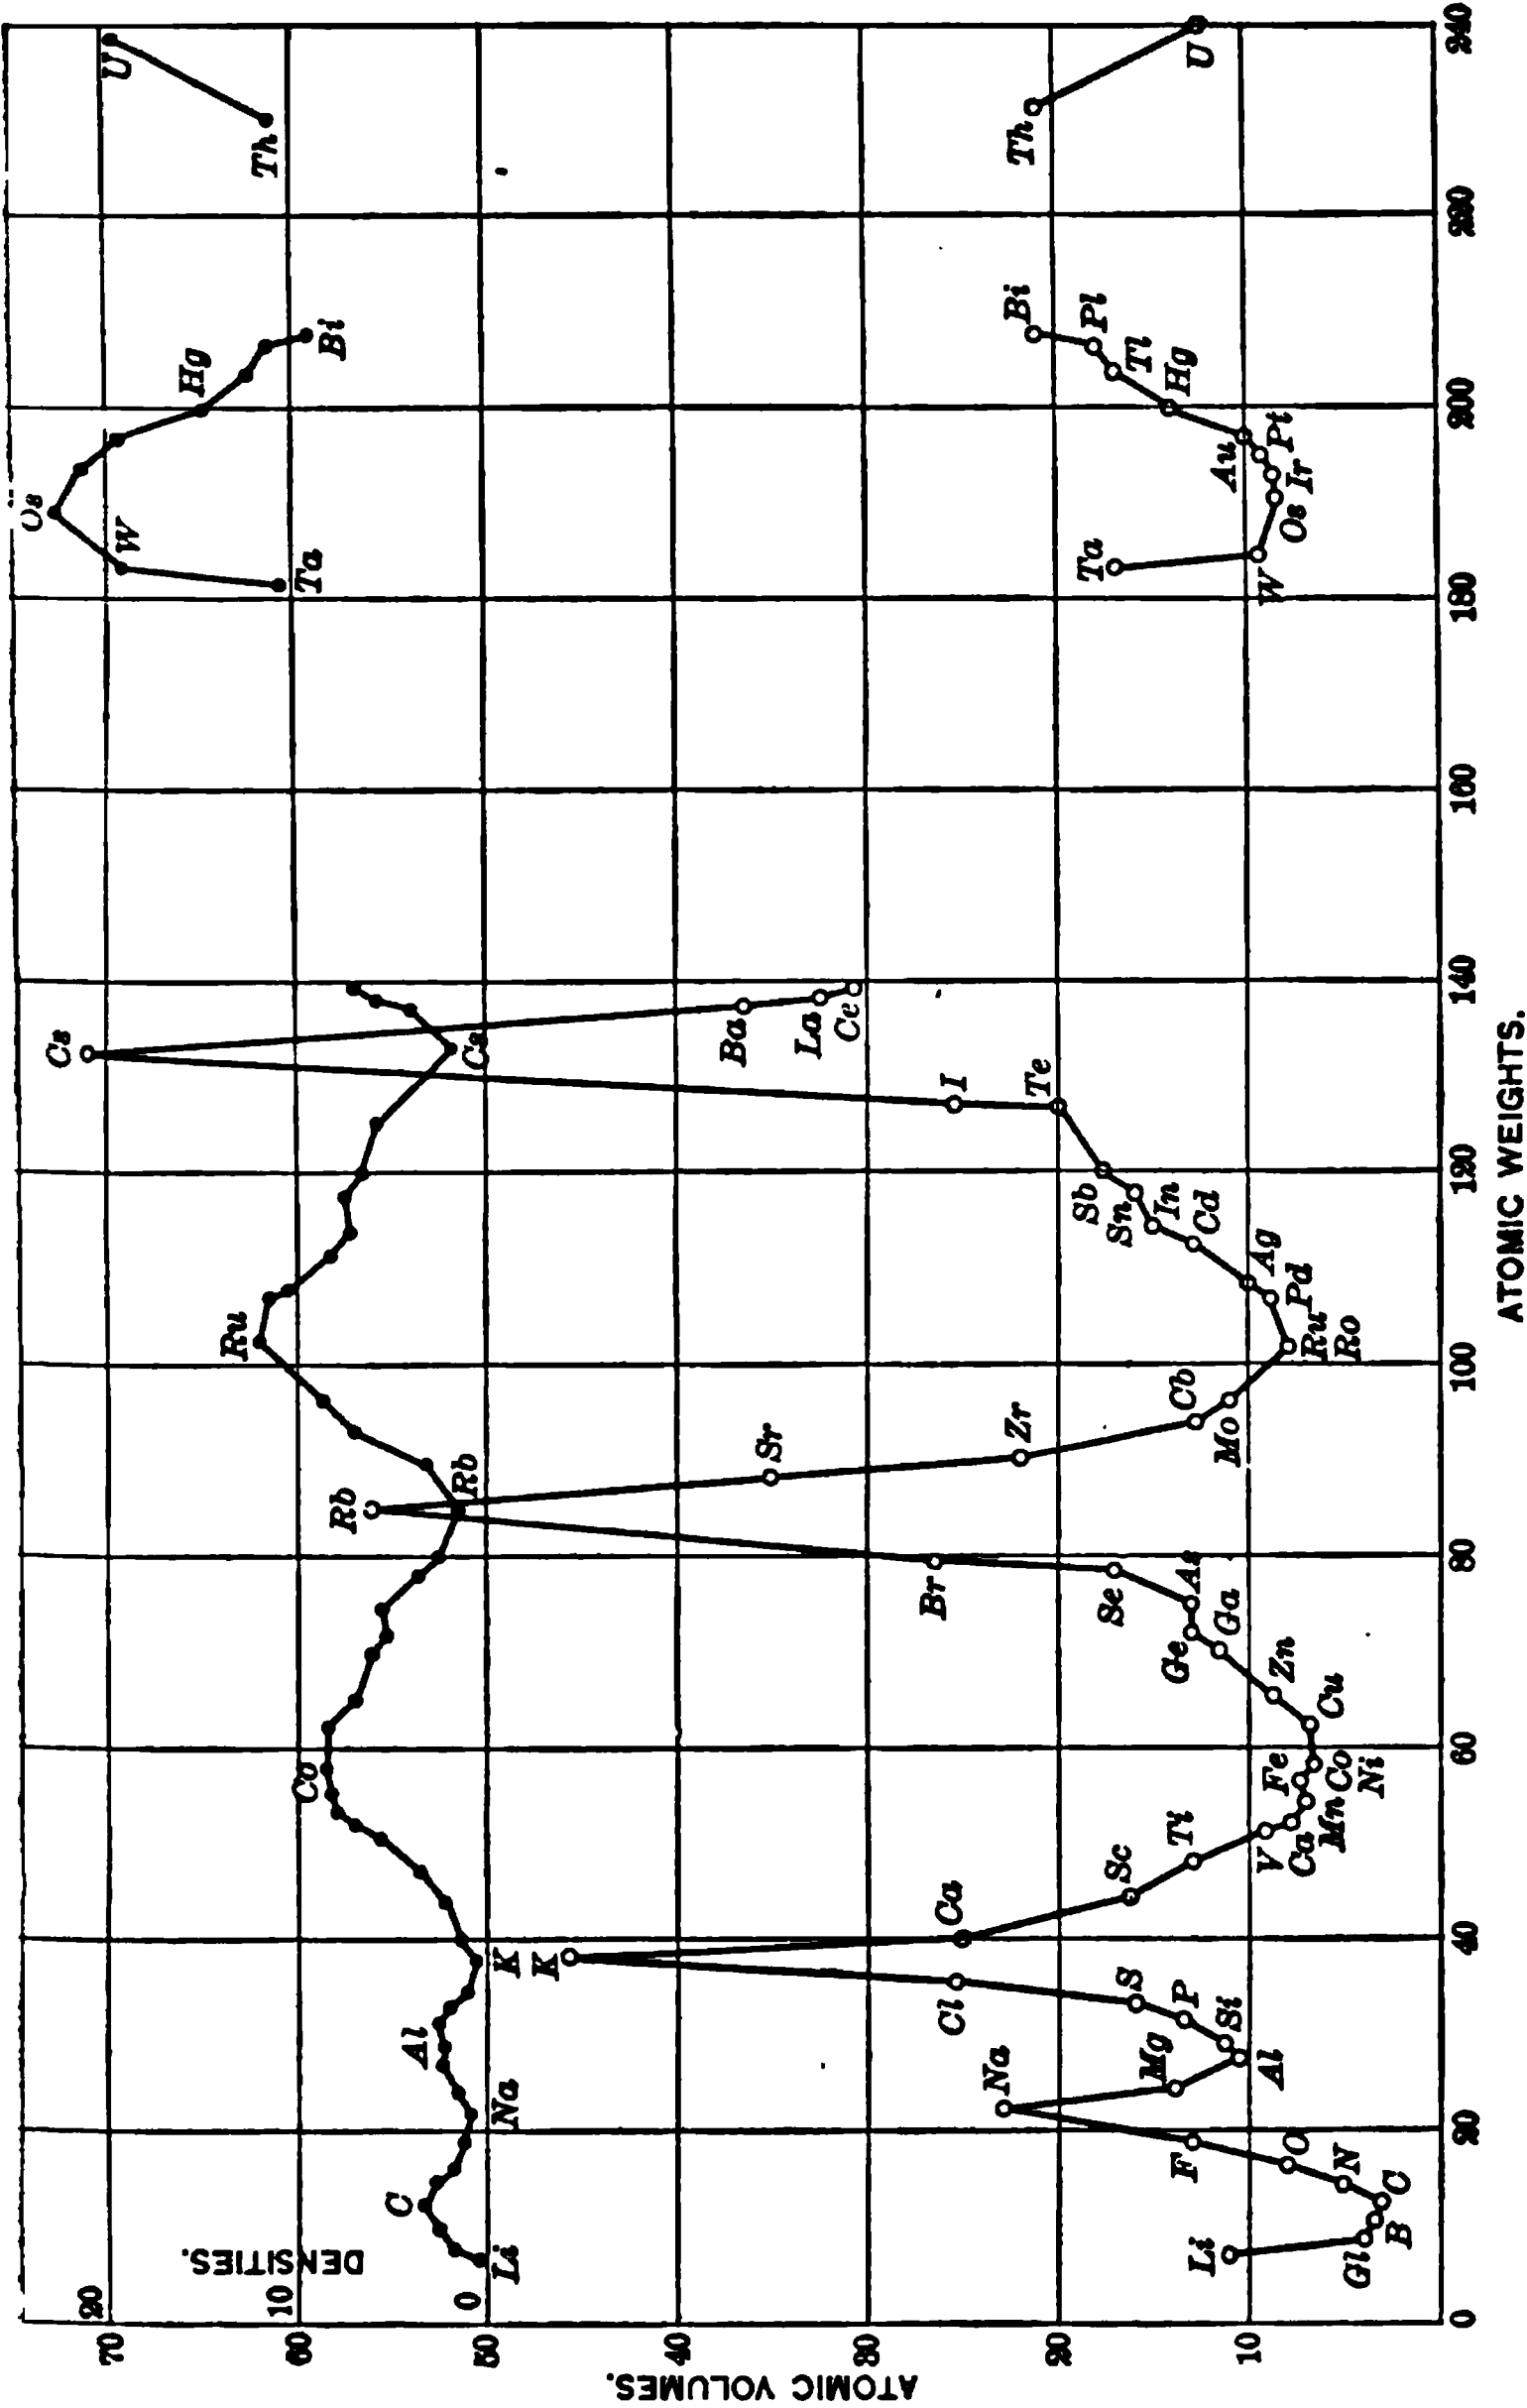 DENSITIES.
20
10
0
ATOMIC VOLUMES.
70
60
50
40
30
20
10
ATOMIC WEIGHTS.
0
20
40
60
80
100
120
140
160
180
200
220
240
Li
C
Na
Al
K
Co
Rb
Ru
Cs
Ta
W
Os
Hg
Bi
Th
U
Li
Gl
B
C
N
O
F
Na
Mg
Al
Si
P
S
Cl
K
Ca
Sc
Ti
V
Ca
Mn
Fe
Co
Ni
Cu
Zn
Ga
Ge
As
Se
Br
Rb
Sr
Zr
Cb
Mo
Ru
Ro
Pd
Ag
Cd
In
Sn
Sb
Te
I
Cs
Ba
La
Ce
Ta
W
Os
Ir
Pt
Au
Hg
Tl
Pl
Bi
Th
U